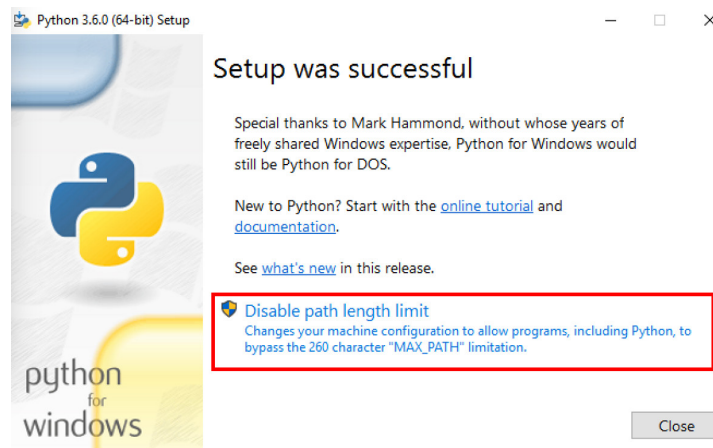 Python 3.6.0 (64-bit) Setup
Setup was successful
Special thanks to Mark Hammond, without whose years of
freely shared Windows expertise, Python for Windows would
still be Python for DOS.
New to Python? Start with the online tutorial and
documentation.
See what's new in this release.
Disable path length limit
Changes your machine configuration to allow programs, including Python, to
bypass the 260 character "MAX_PATH" limitation.
python
for
windows
Close